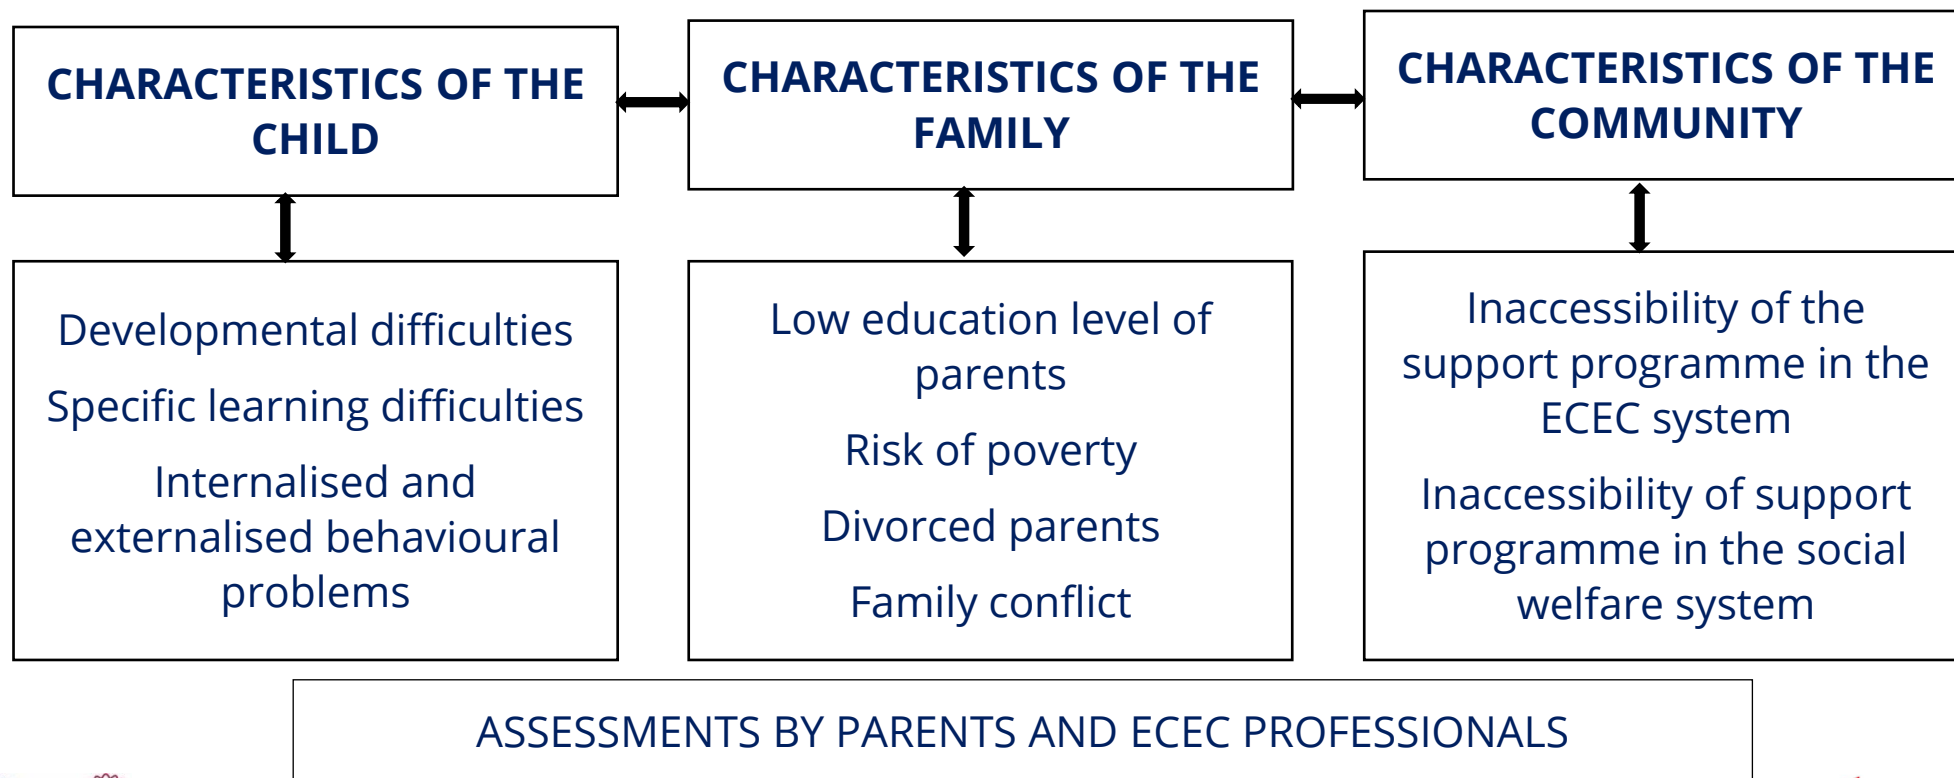 CHARACTERISTICS OF THE
CHILD
CHARACTERISTICS OF THE
FAMILY
CHARACTERISTICS OF THE
COMMUNITY
Developmental difficulties
Specific learning difficulties
Internalised and
externalised behavioural
problems
Low education level of
parents
Risk of poverty
Divorced parents
Family conflict
Inaccessibility of the
support programme in the
ECEC system
Inaccessibility of support
programme in the social
welfare system
ASSESSMENTS BY PARENTS AND ECEC PROFESSIONALS